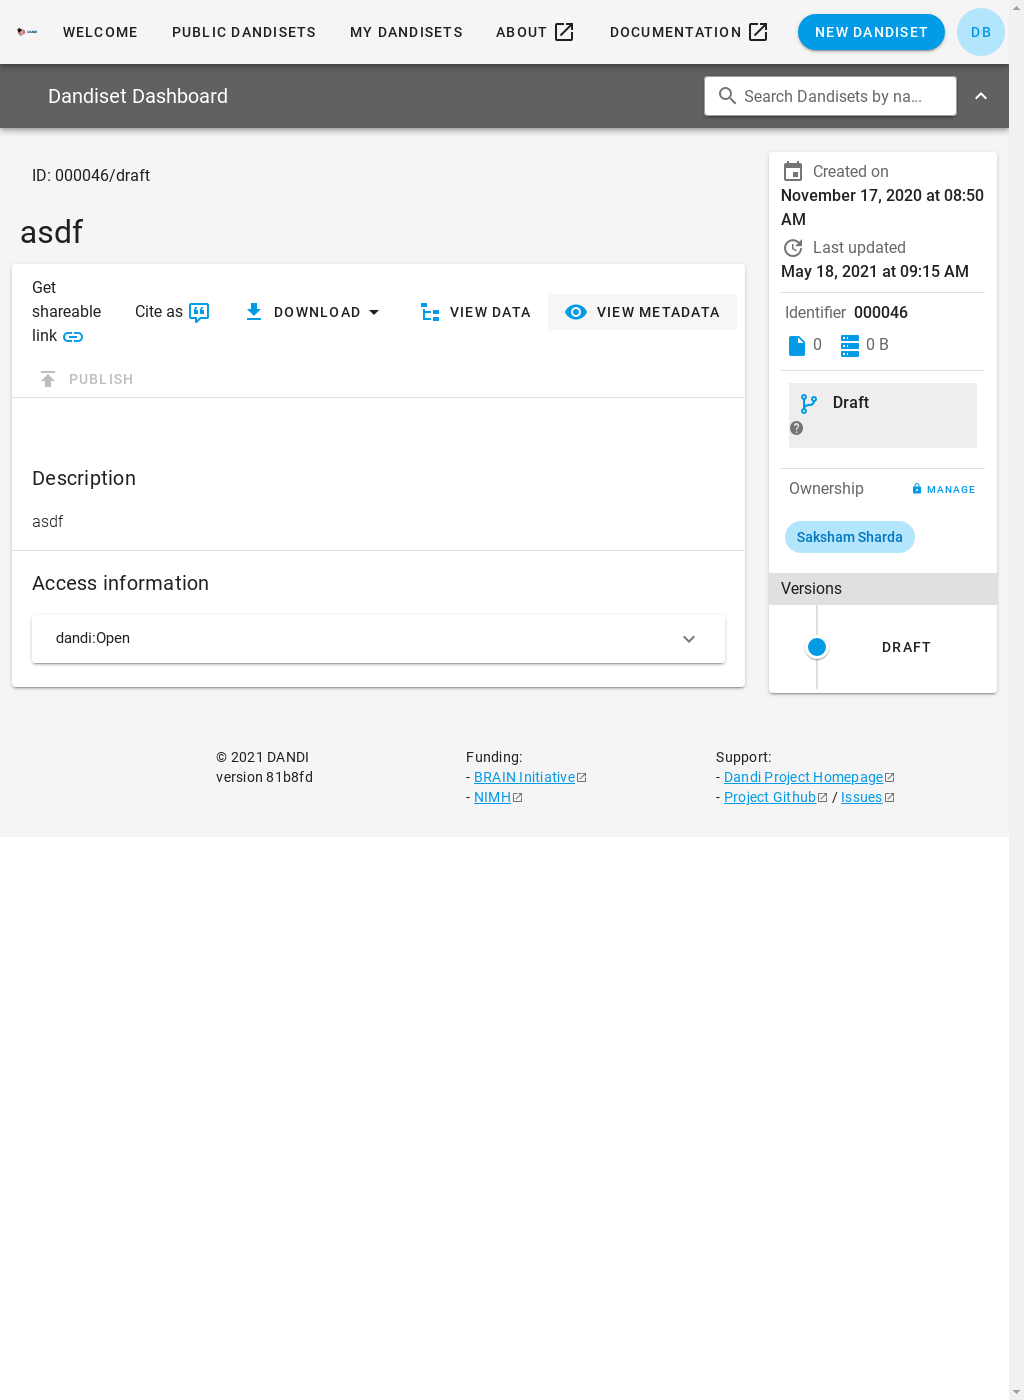 WELCOME PUBLIC DANDISETS MY DANDISETS ABOUT DOCUMENTATION NEW DANDISET DB
Dandiset Dashboard Search Dandisets by na...
ID: 000046/draft
asdf
Get
shareable
link
Cite as
DOWNLOAD
VIEW DATA
VIEW METADATA
PUBLISH
Description
asdf
Access information
dandi:Open
Created on
November 17, 2020 at 08:50
AM
Last updated
May 18, 2021 at 09:15 AM
Identifier 000046
0 0 B
Draft
Ownership MANAGE
Saksham Sharda
Versions
DRAFT
© 2021 DANDI
version 81b8fd
Funding:
- BRAIN Initiative
- NIMH
Support:
- Dandi Project Homepage
- Project Github / Issues